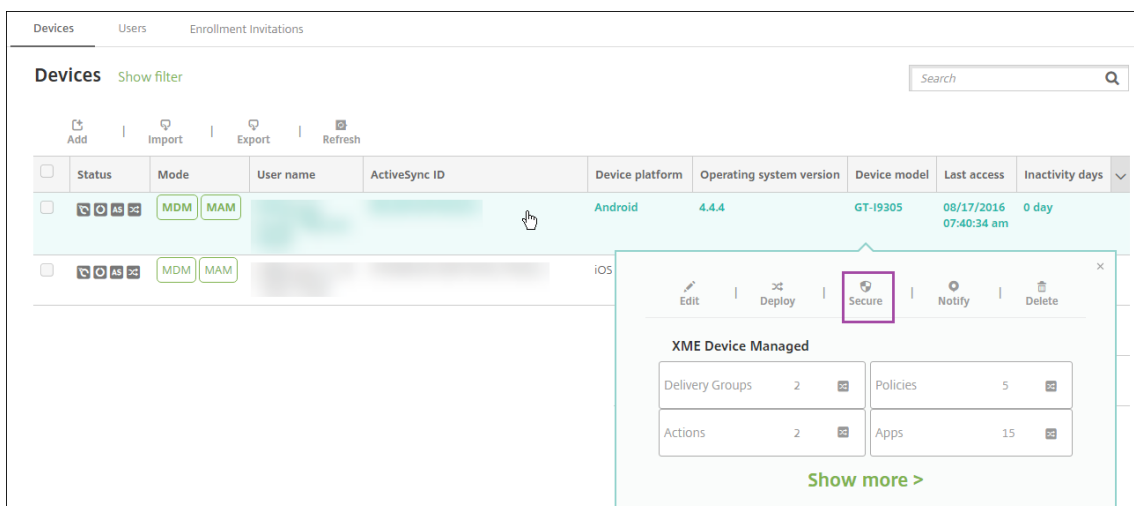 Devices Users Enrollment Invitations
Devices Show filter Search
Add | Import | Export | Refresh
Status Mode User name ActiveSync ID Device platform Operating system version Device model Last access Inactivity days
AS MDM MAM Android 4.4.4 GT-I9305 08/17/2016 0 day
07:40:34 am
AS MDM MAM iOS
Edit | Deploy | Secure | Notify | Delete
XME Device Managed
Delivery Groups 2 Policies 5
Actions 2 Apps 15
Show more >